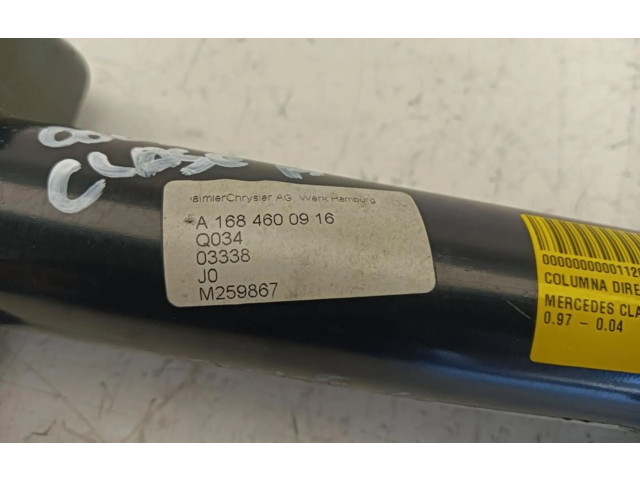 aimlerChrysler AG, Werk Hamburg
A 168 460 09 16
Q034
03338
J0
M259867
00000000000112
COLUMNA DIRE
MERCEDES CLA
0.97 - 0.04